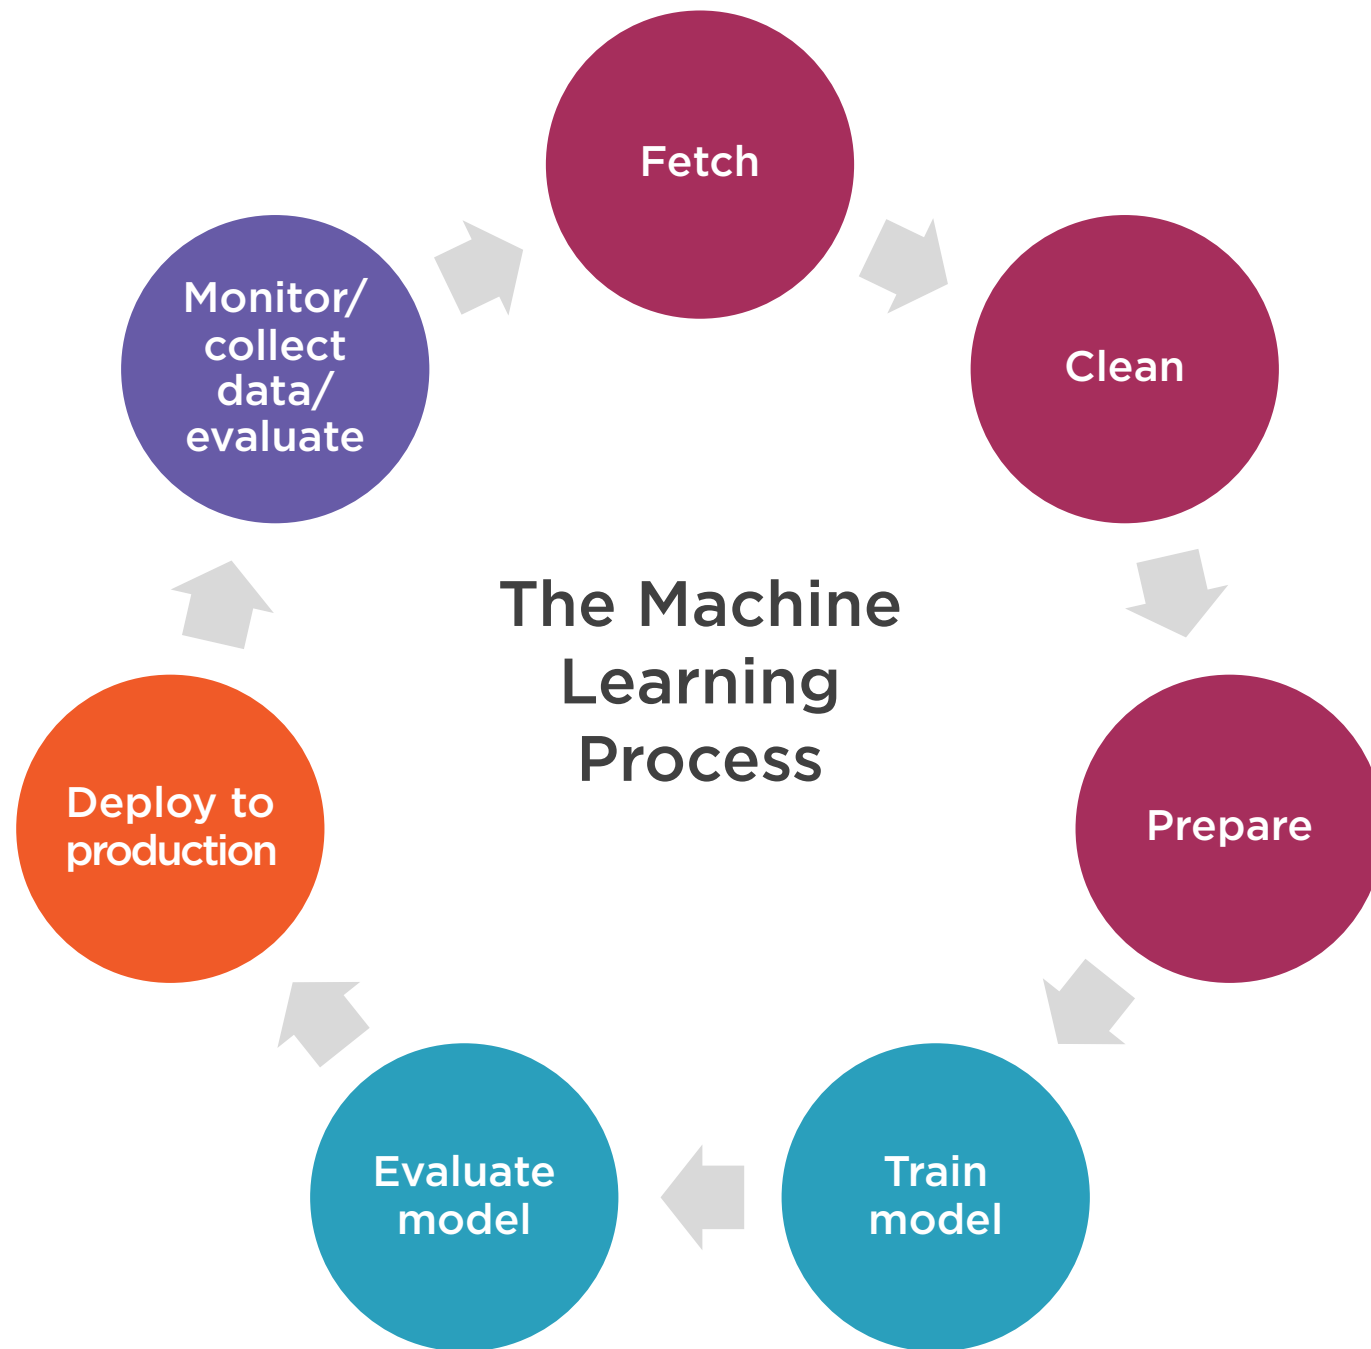 Fetch
Clean
Prepare
Train
model
Evaluate
model
Deploy to
production
Monitor/
collect
data/
evaluate
The Machine
Learning
Process